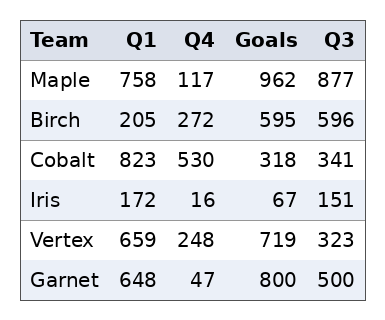 Team Q1 Q4 Goals Q3
Maple 758 117 962 877
Birch 205 272 595 596
Cobalt 823 530 318 341
Iris 172 16 67 151
Vertex 659 248 719 323
Garnet 648 47 800 500